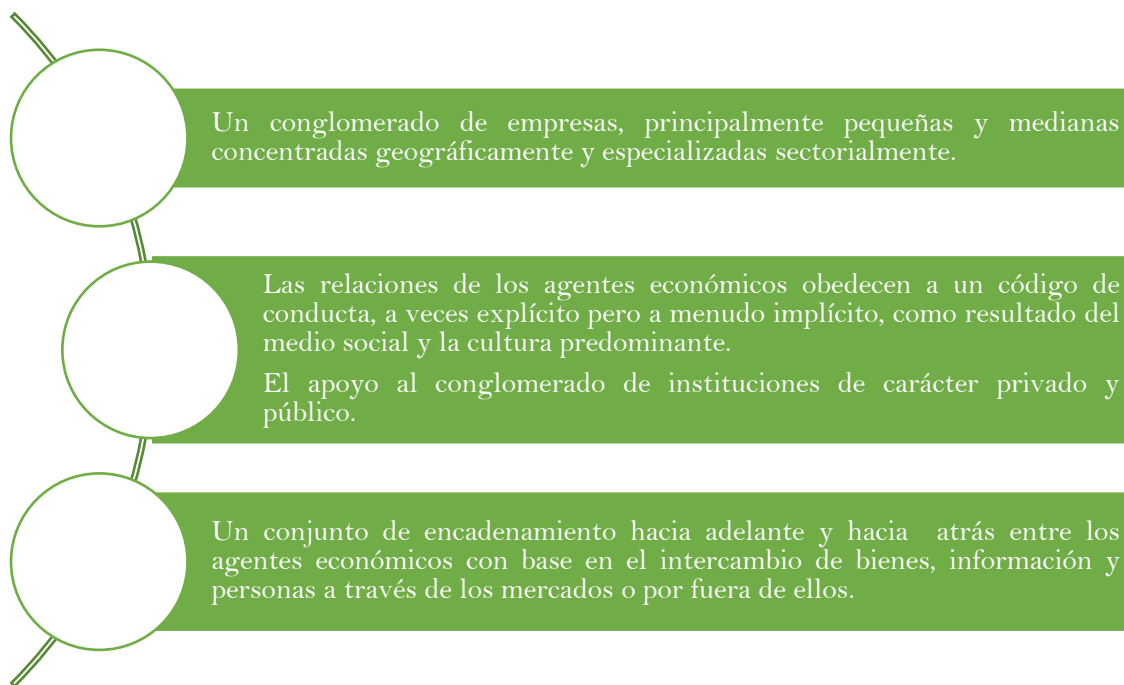 Un conglomerado de empresas, principalmente pequeñas y medianas
concentradas geográficamente y especializadas sectorialmente.
Las relaciones de los agentes económicos obedecen a un código de
conducta, a veces explícito pero a menudo implícito, como resultado del
medio social y la cultura predominante.
El apoyo al conglomerado de instituciones de carácter privado y
público.
Un conjunto de encadenamiento hacia adelante y hacia atrás entre los
agentes económicos con base en el intercambio de bienes, información y
personas a través de los mercados o por fuera de ellos.